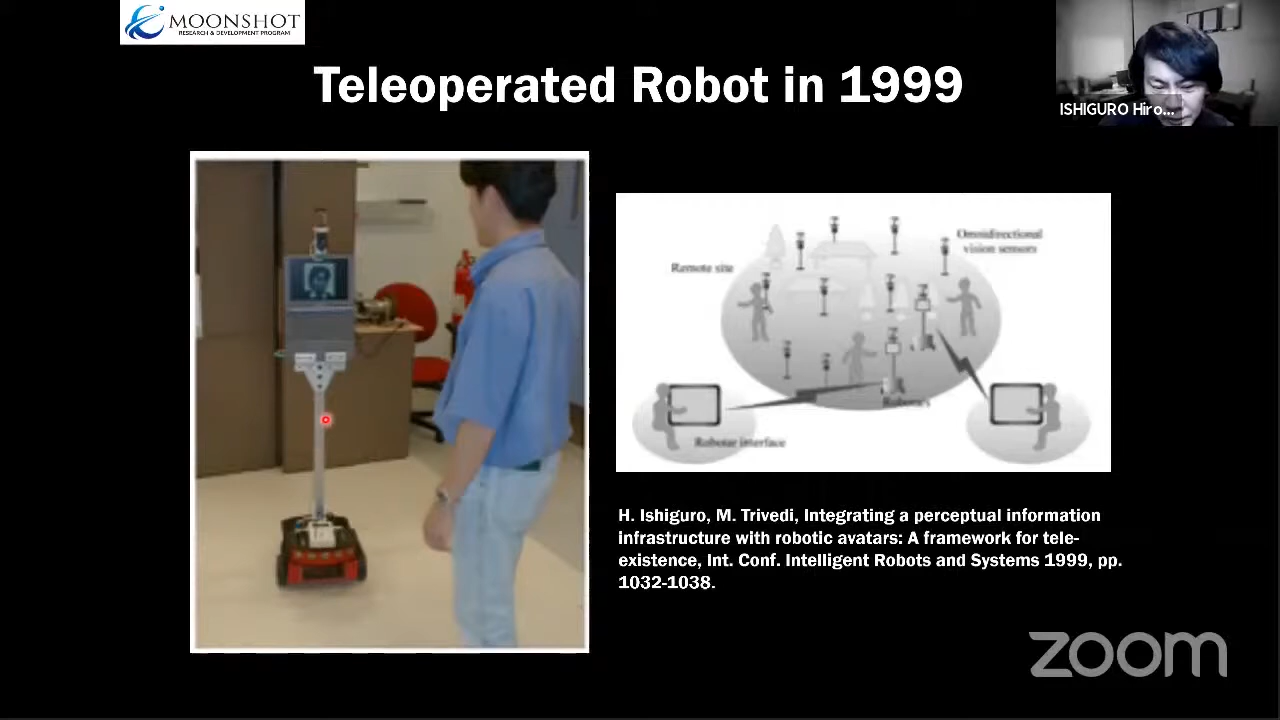 MOONSHOT
RESEARCH & DEVELOPMENT PROGRAM
Teleoperated Robot in 1999
ISHIGURO Hiro...
Omnidirectional
vision sensors
Remote site
Robots
Robotic interface
H. Ishiguro, M. Trivedi, Integrating a perceptual information
infrastructure with robotic avatars: A framework for tele-
existence, Int. Conf. Intelligent Robots and Systems 1999, pp.
1032-1038.
zoom